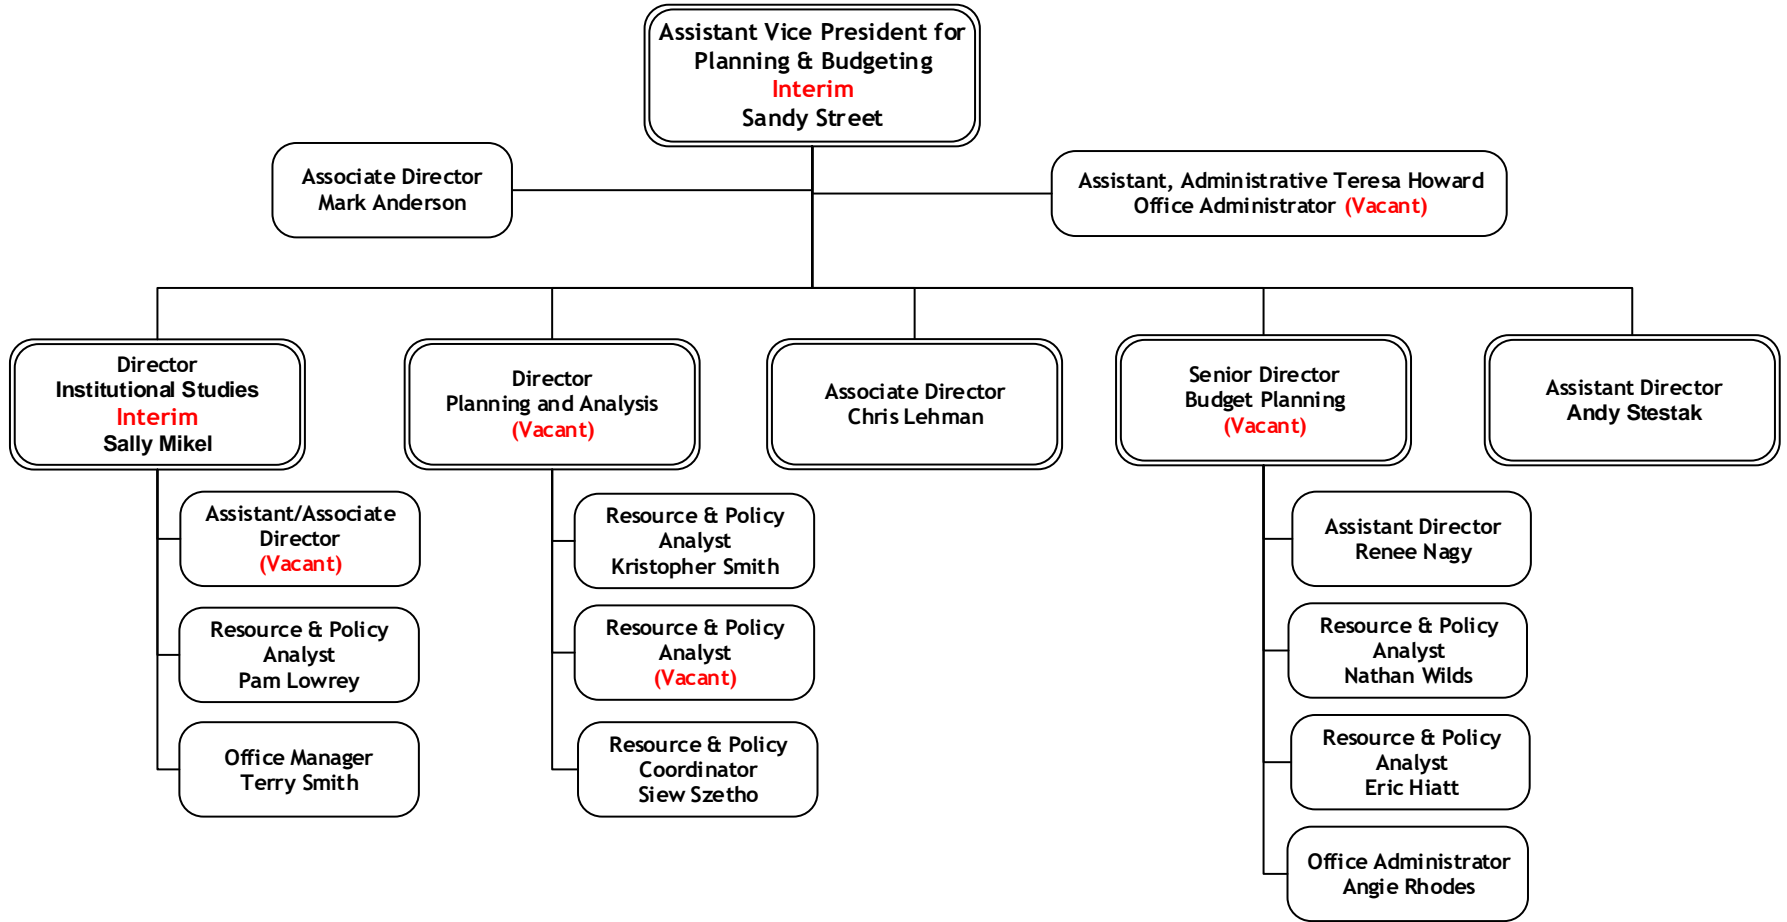 Assistant Vice President for
Planning & Budgeting
Interim
Sandy Street
Associate Director
Mark Anderson
Assistant, Administrative Teresa Howard
Office Administrator (Vacant)
Director
Institutional Studies
Interim
Sally Mikel
Director
Planning and Analysis
(Vacant)
Associate Director
Chris Lehman
Senior Director
Budget Planning
(Vacant)
Assistant Director
Andy Stestak
Assistant/Associate
Director
(Vacant)
Resource & Policy
Analyst
Pam Lowrey
Office Manager
Terry Smith
Resource & Policy
Analyst
Kristopher Smith
Resource & Policy
Analyst
(Vacant)
Resource & Policy
Coordinator
Siew Szetho
Assistant Director
Renee Nagy
Resource & Policy
Analyst
Nathan Wilds
Resource & Policy
Analyst
Eric Hiatt
Office Administrator
Angie Rhodes